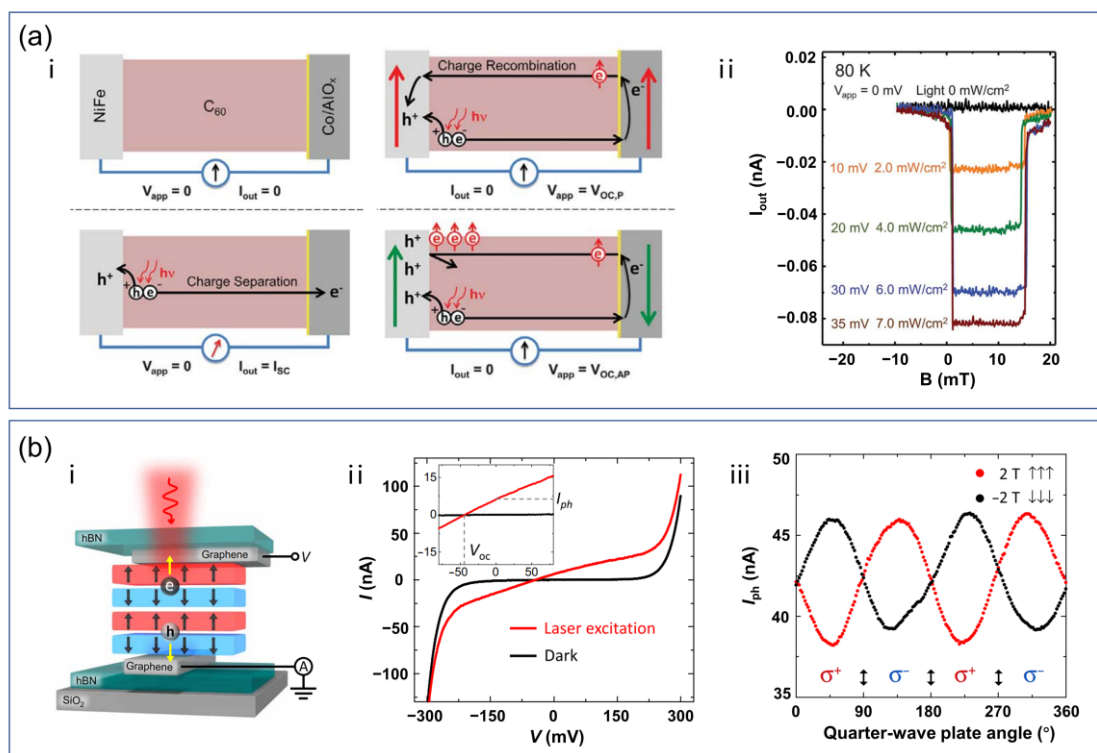 (a)
i
NiFe
C60
Co/AlOx
Vapp = 0
Iout = 0
Charge Recombination
e
e-
h+
hν
+ -
h e
Iout = 0
Vapp = VOC,P
h+
hν
+ -
h e
Charge Separation
e-
Vapp = 0
Iout = ISC
h+
e e e
e
h+
e-
h+
hν
+ -
h e
Iout = 0
Vapp = VOC,AP
ii
80 K
Vapp = 0 mV Light 0 mW/cm2
10 mV 2.0 mW/cm2
20 mV 4.0 mW/cm2
30 mV 6.0 mW/cm2
35 mV 7.0 mW/cm2
0.00
−0.02
−0.04
−0.06
−0.08
Iout (nA)
−20 −10 0 10 20
B (mT)
(b)
i
hBN
Graphene
V
e
h
Graphene
A
hBN
SiO2
ii
100
50
0
−50
−100
I (nA)
15
0
−15
Iph
Voc
−50 0 50
Laser excitation
Dark
−300 −150 0 150 300
V (mV)
iii
2 T ↑↑↑
−2 T ↓↓↓
50
45
40
35
Iph (nA)
σ+ ↕ σ− ↕ σ+ ↕ σ−
0 90 180 270 360
Quarter-wave plate angle (°)